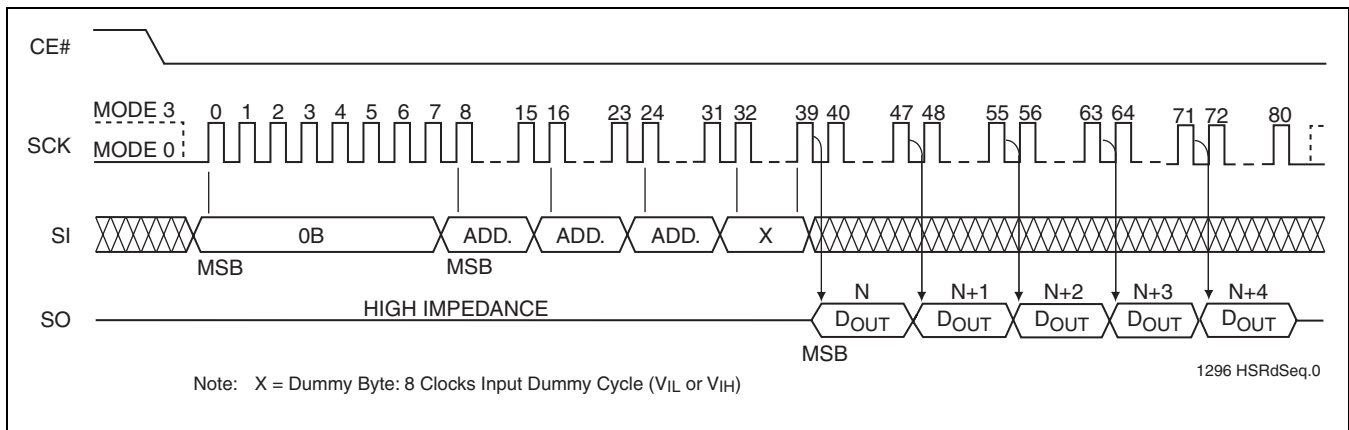 CE#
MODE 3
0 1 2 3 4 5 6 7 8 15 16 23 24 31 32 39 40 47 48 55 56 63 64 71 72 80
SCK
MODE 0
SI
0B ADD. ADD. ADD. X
MSB MSB
N N+1 N+2 N+3 N+4
HIGH IMPEDANCE
SO
DOUT DOUT DOUT DOUT DOUT
MSB
1296 HSRdSeq.0
Note: X = Dummy Byte: 8 Clocks Input Dummy Cycle (VIL or VIH)